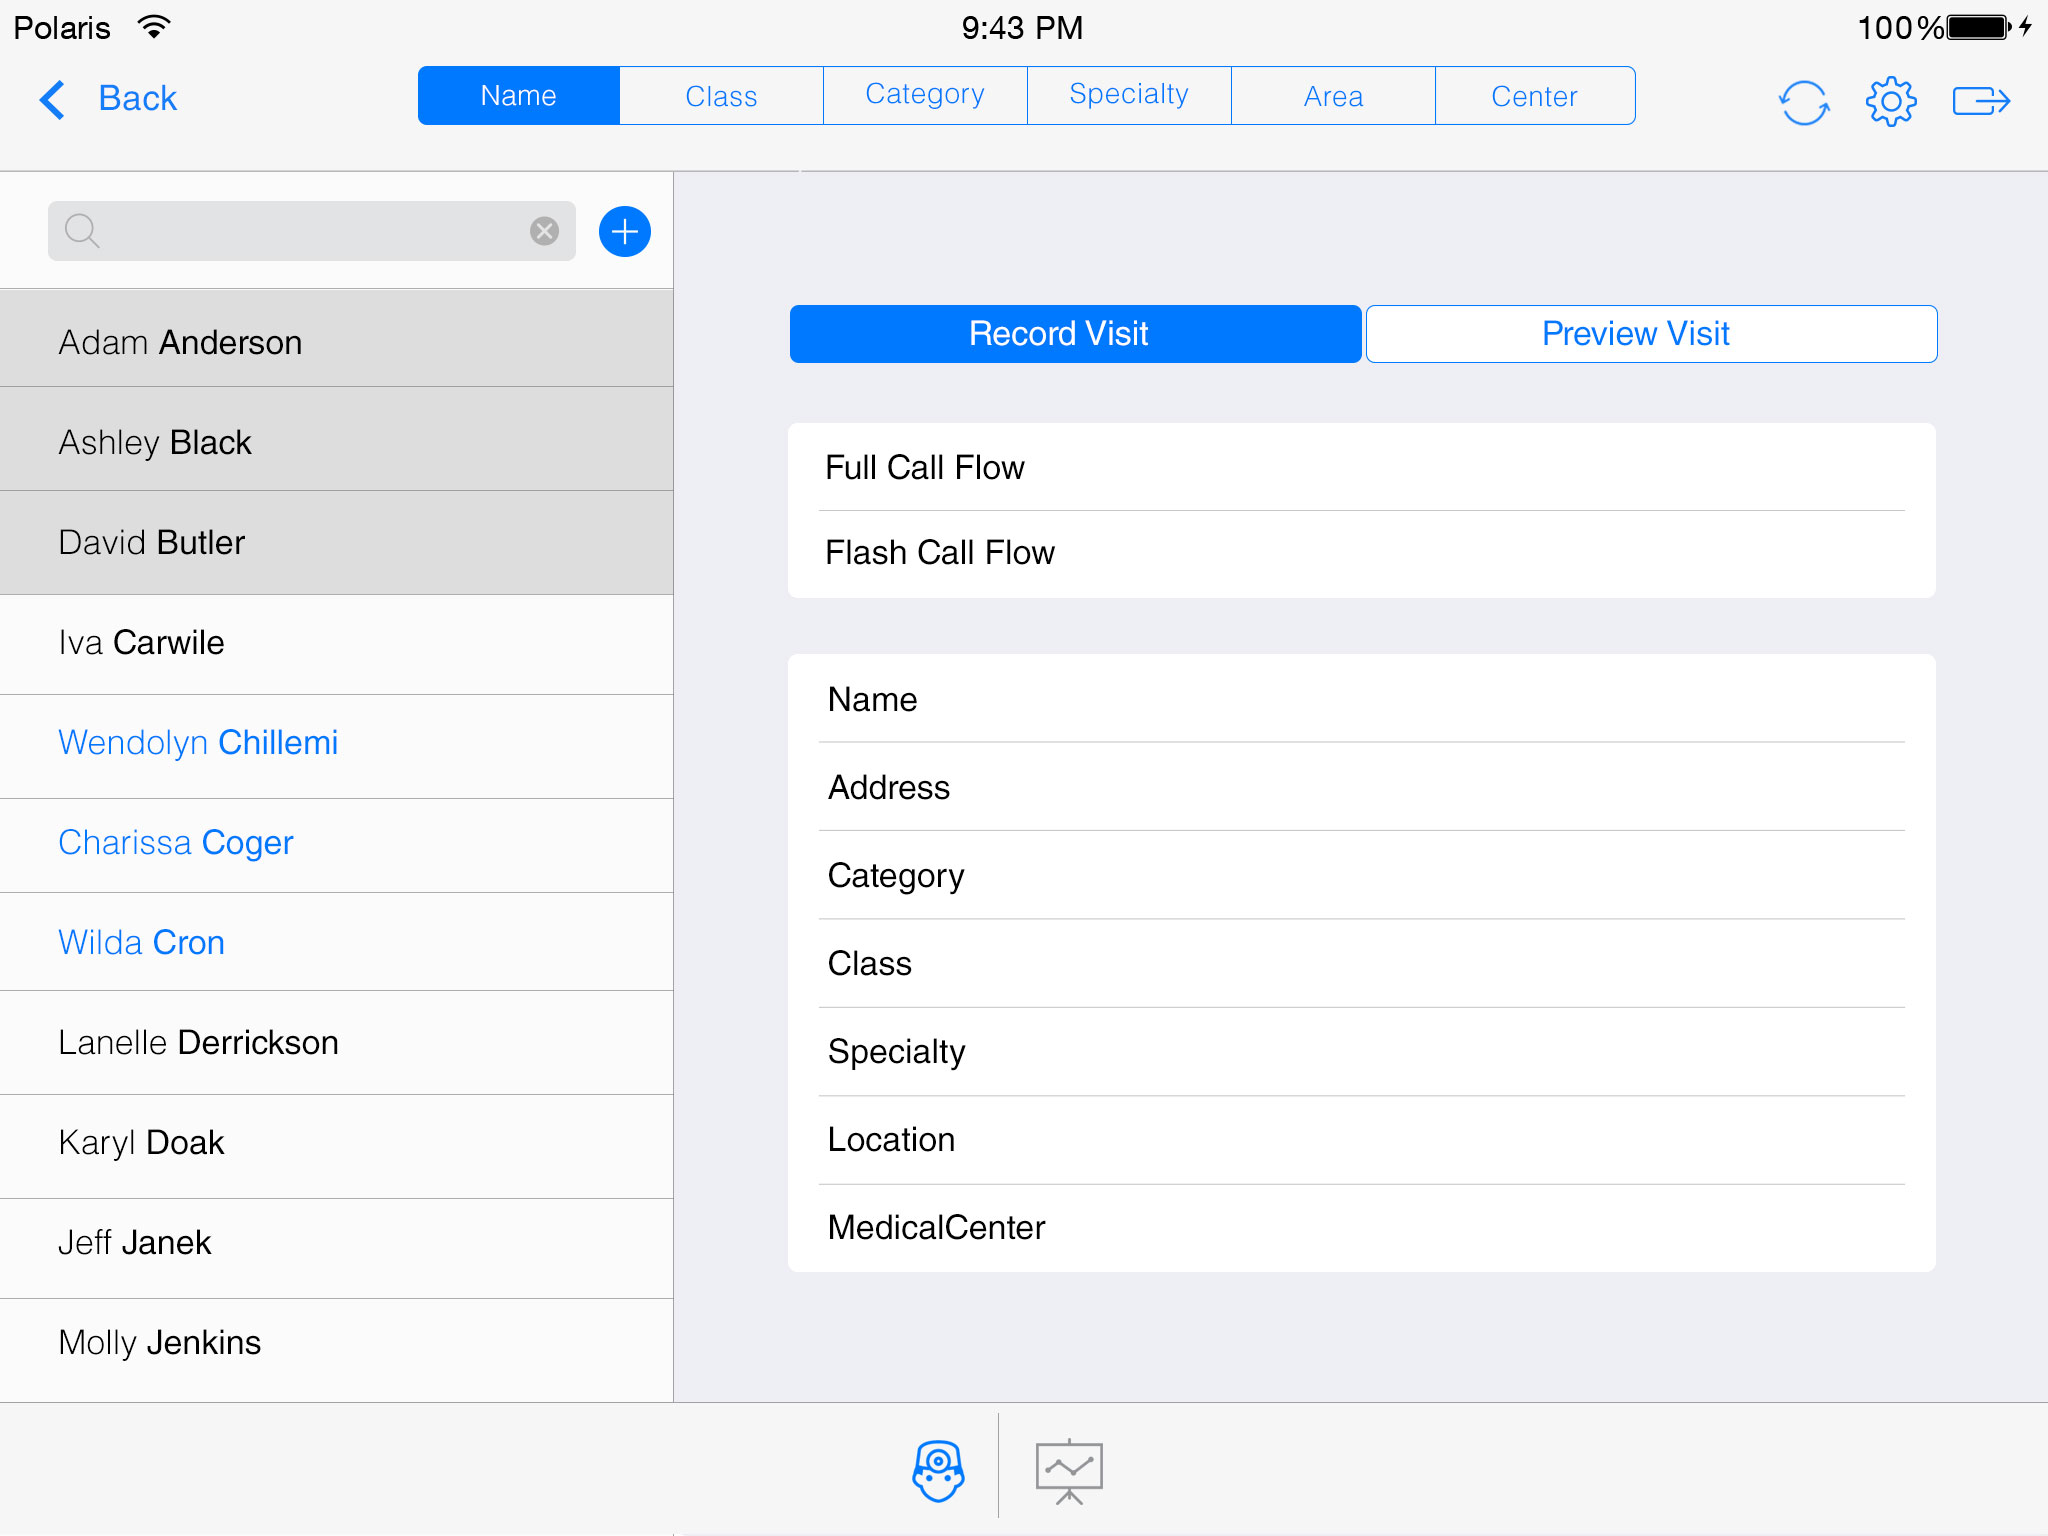 Polaris 9:43 PM 100%
Back Name Class Category Specialty Area Center
Adam Anderson
Ashley Black
David Butler
Iva Carwile
Wendolyn Chillemi
Charissa Coger
Wilda Cron
Lanelle Derrickson
Karyl Doak
Jeff Janek
Molly Jenkins
Record Visit Preview Visit
Full Call Flow
Flash Call Flow
Name
Address
Category
Class
Specialty
Location
MedicalCenter